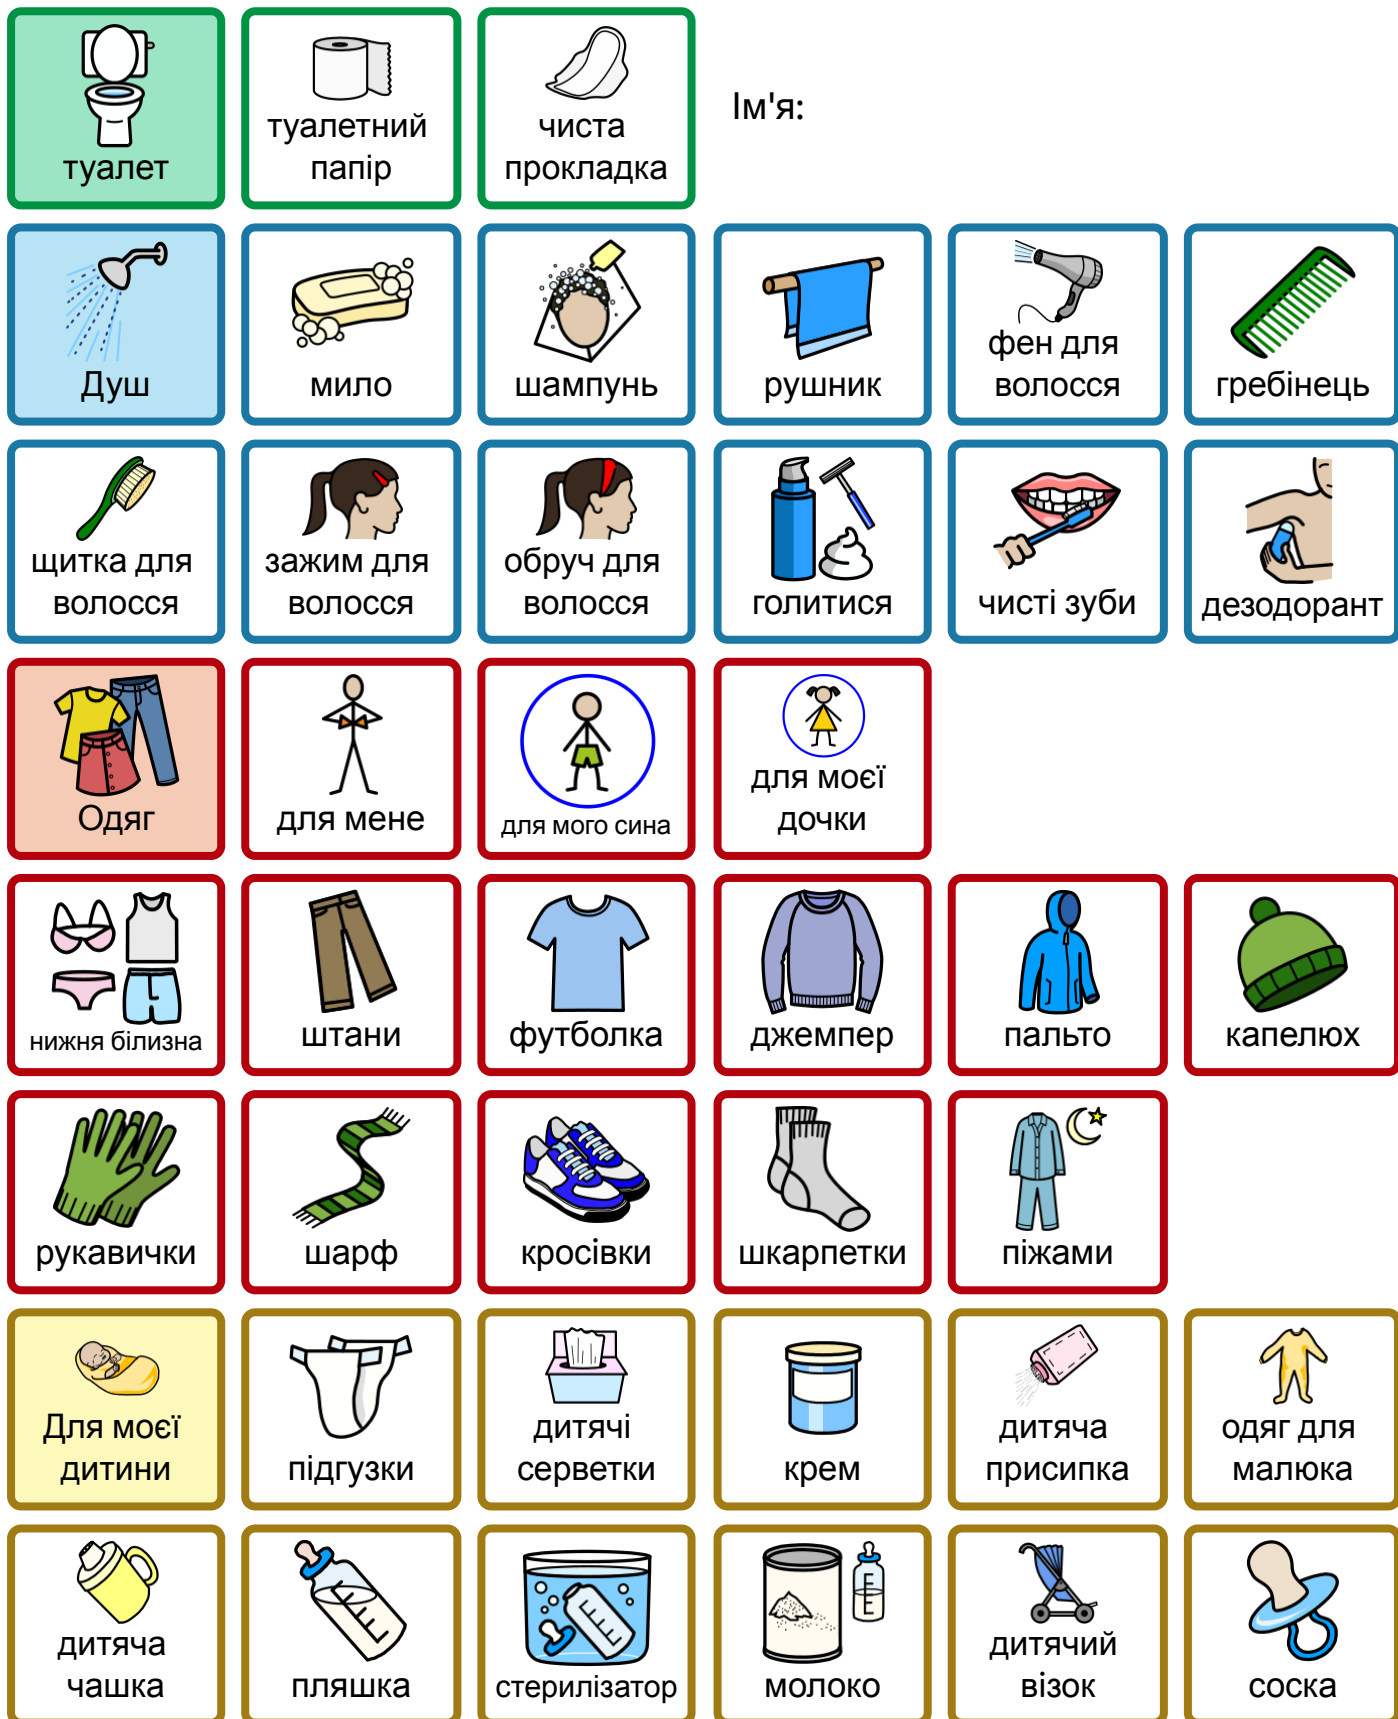 туалет
туалетний
папір
чиста
прокладка
Ім'я:
Душ
мило
шампунь
рушник
фен для
волосся
гребінець
щитка для
волосся
зажим для
волосся
обруч для
волосся
голитися
чисті зуби
дезодорант
Одяг
для мене
для мого сина
для моєї
дочки
нижня білизна
штани
футболка
джемпер
пальто
капелюх
рукавички
шарф
кросівки
шкарпетки
піжами
Для моєї
дитини
підгузки
дитячі
серветки
крем
дитяча
присипка
одяг для
малюка
дитяча
чашка
пляшка
стерилізатор
молоко
дитячий
візок
соска